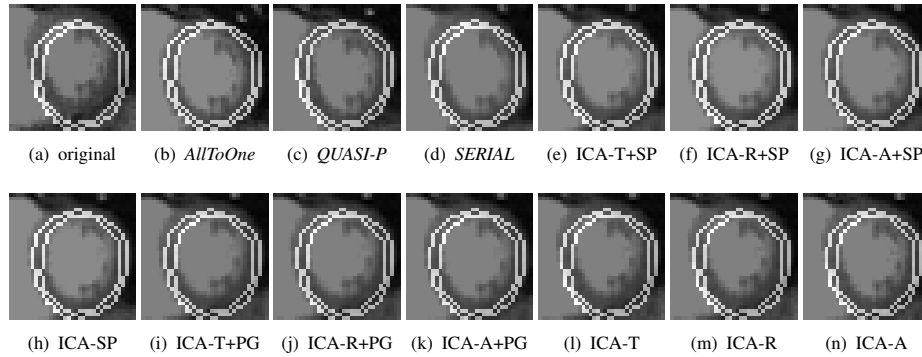 (a) original (b) AllToOne (c) QUASI-P (d) SERIAL (e) ICA-T+SP (f) ICA-R+SP (g) ICA-A+SP
(h) ICA-SP (i) ICA-T+PG (j) ICA-R+PG (k) ICA-A+PG (l) ICA-T (m) ICA-R (n) ICA-A